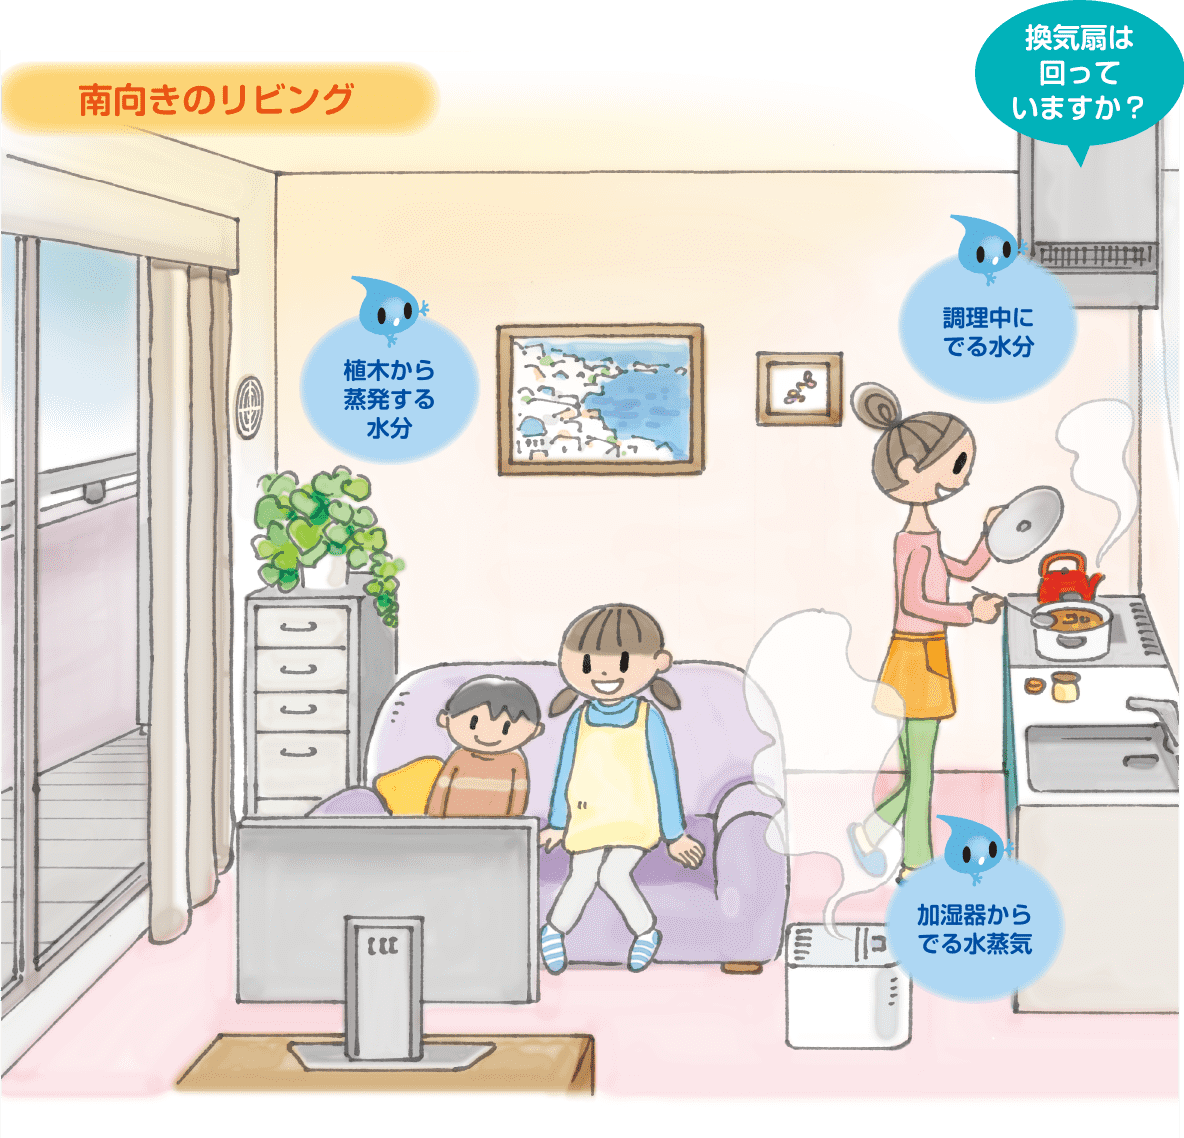 換気扇は
回って
いますか？
南向きのリビング
調理中に
でる水分
植木から
蒸発する
水分
加湿器から
でる水蒸気